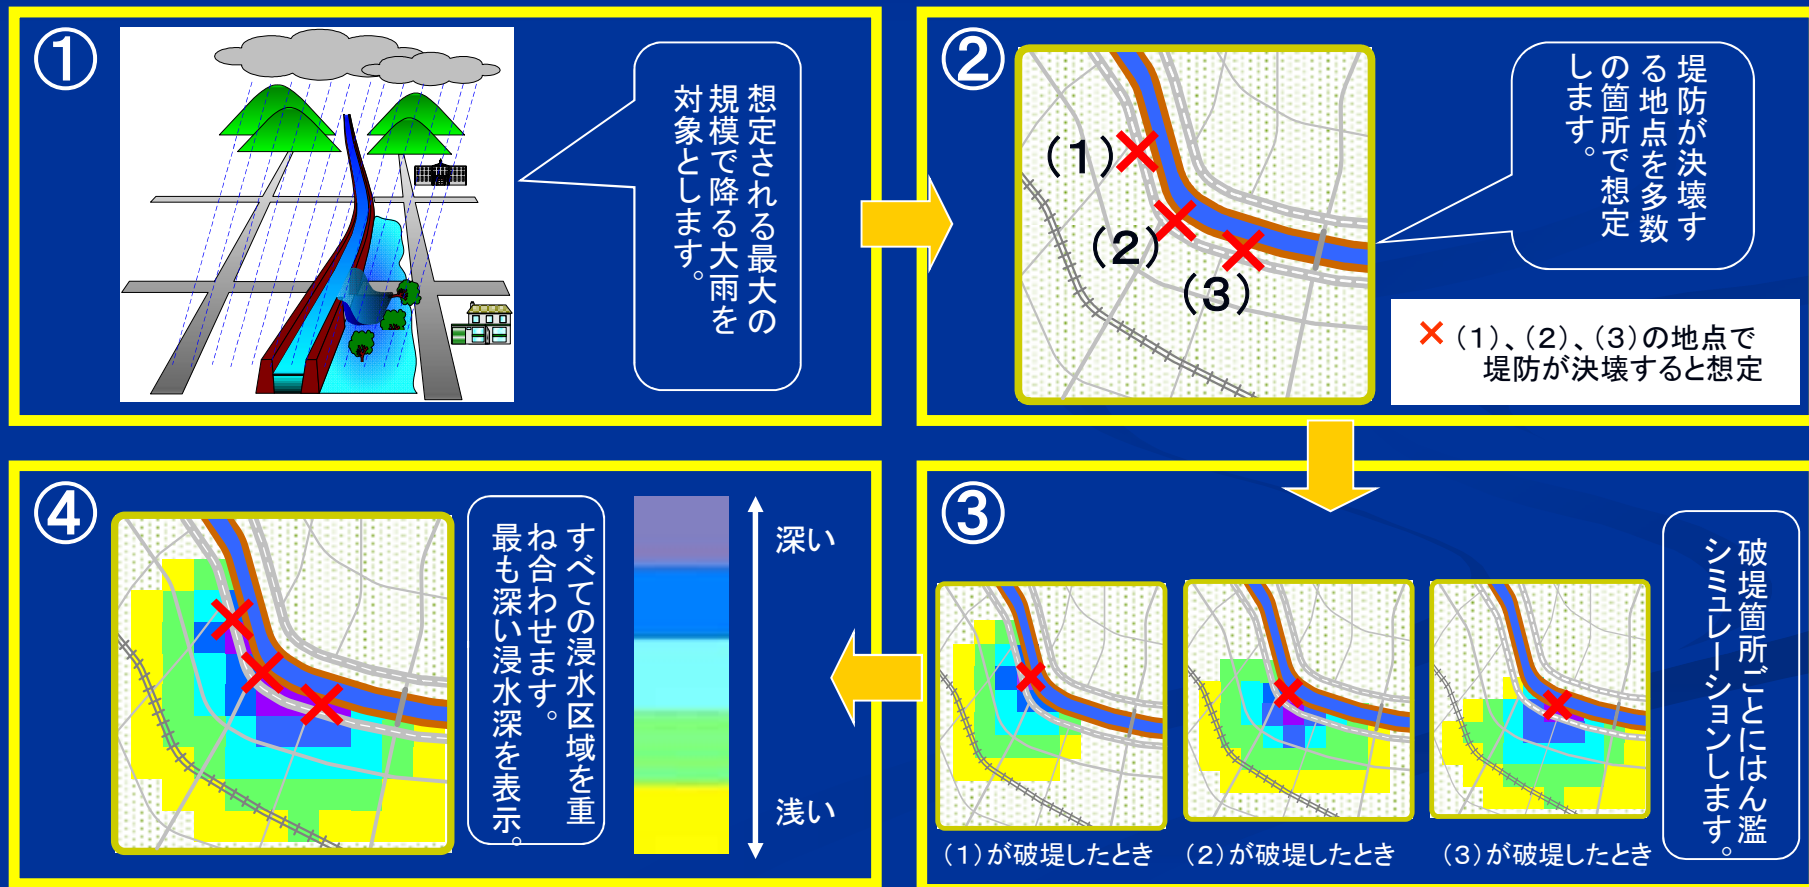 ①
想定される最大の
規模で降る大雨を
対象とします。
②
(1)
(2)
(3)
堤防が決壊す
る地点を多数
の箇所で想定
します。
×(1)、(2)、(3)の地点で
堤防が決壊すると想定
③
破堤箇所ごとにはん濫
シミュレーションします。
(1)が破堤したとき
(2)が破堤したとき
(3)が破堤したとき
④
すべての浸水区域を重
ね合わせます。
最も深い浸水深を表示。
深い
浅い